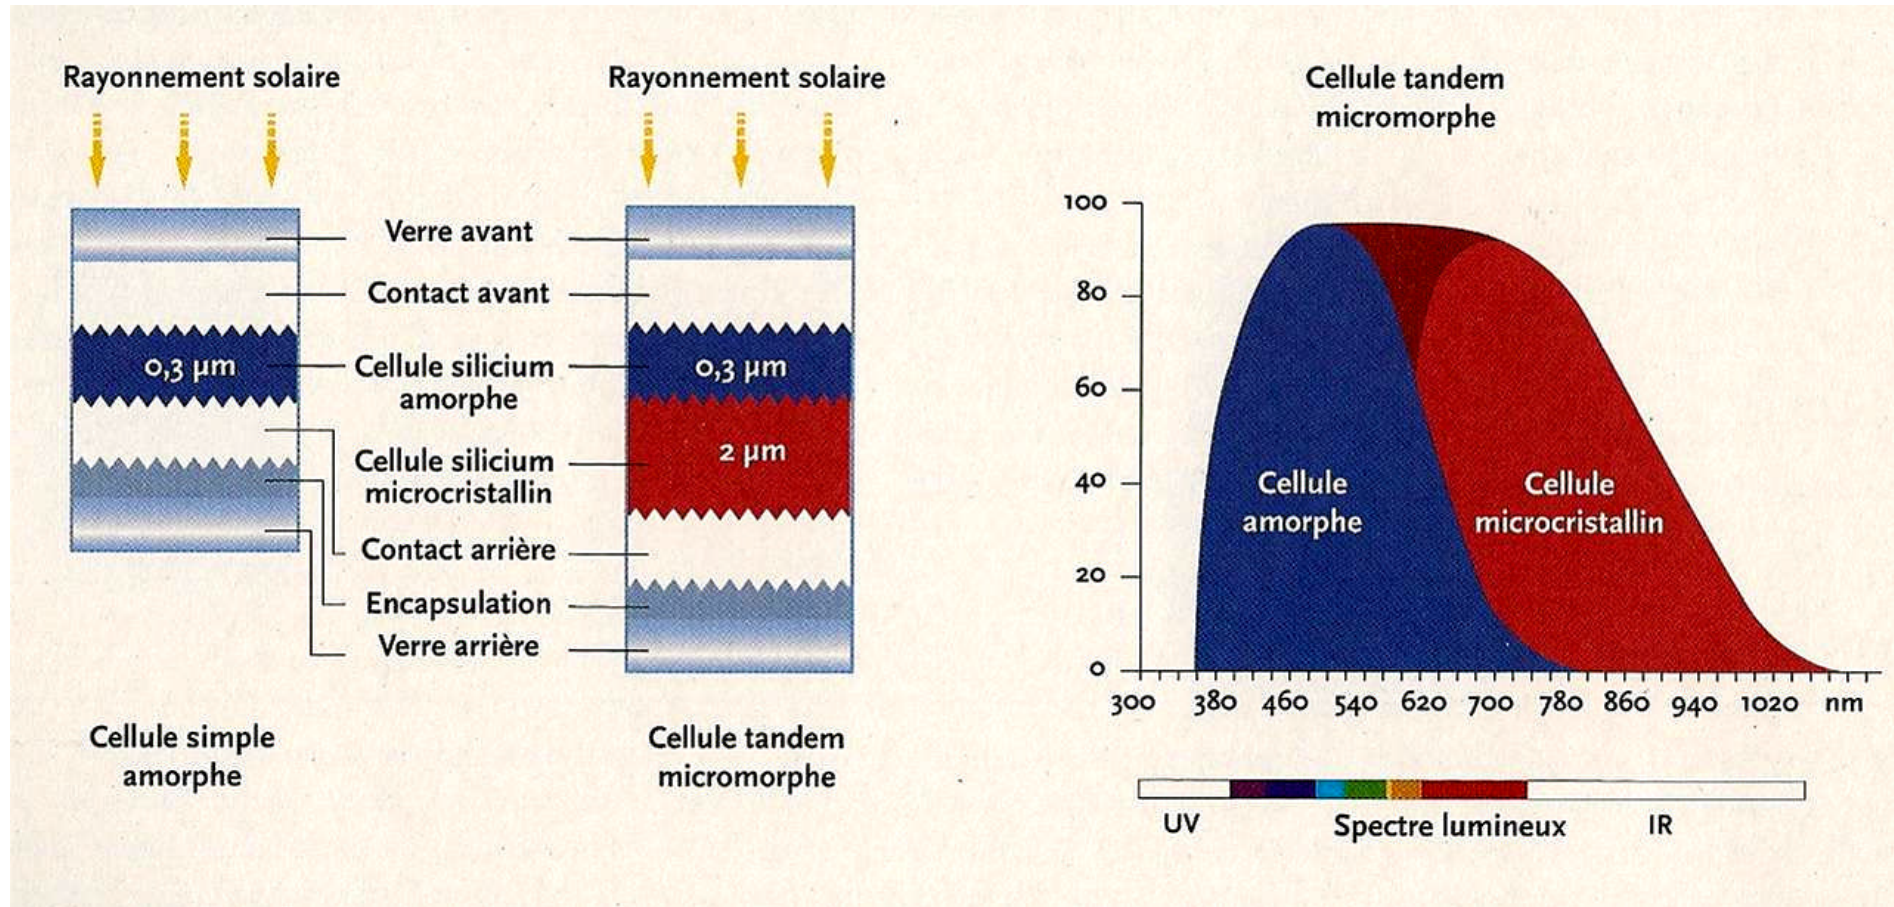 Rayonnement solaire
Rayonnement solaire
Verre avant
Contact avant
0,3 µm
Cellule silicium
amorphe
0,3 µm
Cellule silicium
microcristallin
2 µm
Contact arrière
Encapsulation
Verre arrière
Cellule simple
amorphe
Cellule tandem
micromorphe
Cellule tandem
micromorphe
100
80
60
40
20
0
Cellule
amorphe
Cellule
microcristallin
300 380 460 540 620 700 780 860 940 1020 nm
UV Spectre lumineux IR